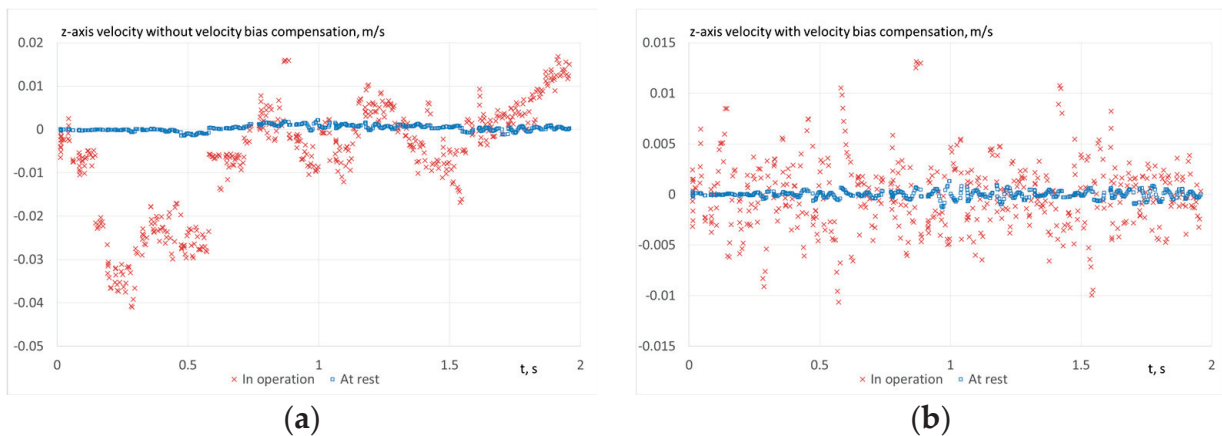 z-axis velocity without velocity bias compensation, m/s
0.02
0.01
0
-0.01
-0.02
-0.03
-0.04
-0.05
0 0.5 1 1.5 2
t, s
× In operation □ At rest
(a)
z-axis velocity with velocity bias compensation, m/s
0.015
0.01
0.005
0
-0.005
-0.01
-0.015
0 0.5 1 1.5 2
t, s
× In operation □ At rest
(b)